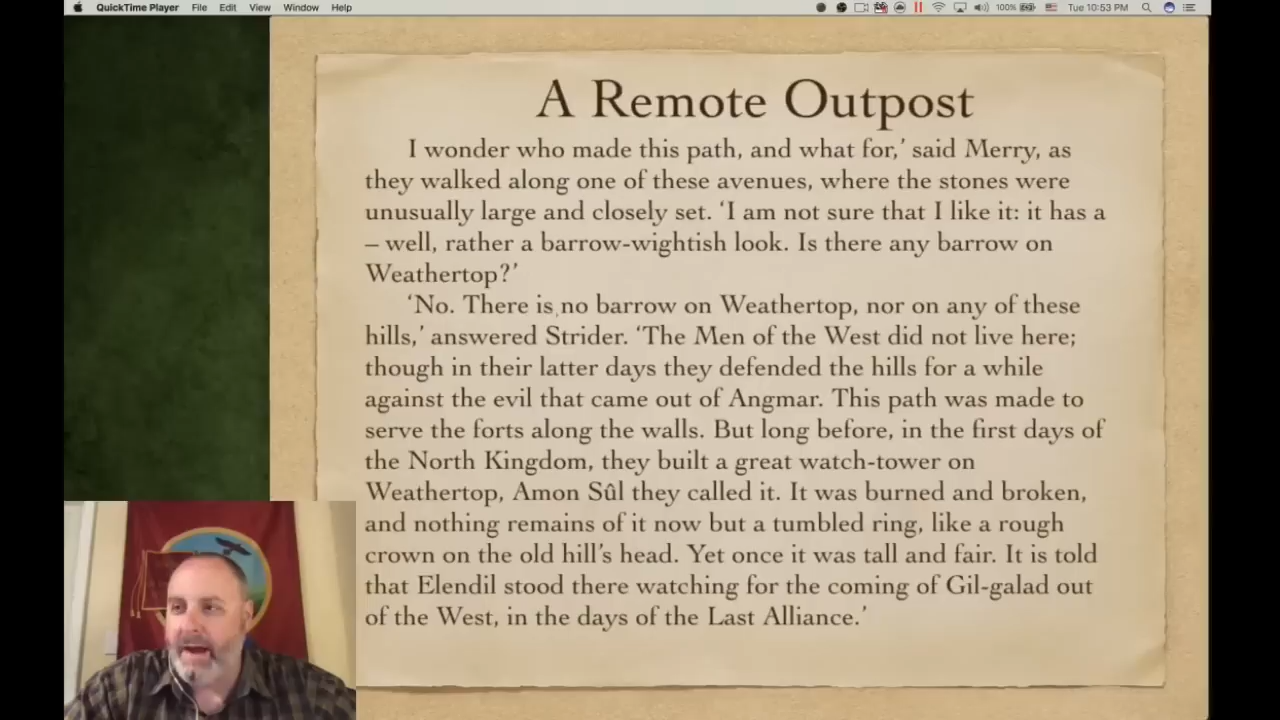 QuickTime Player File Edit View Window Help 100% Tue 10:53 PM
A Remote Outpost
I wonder who made this path, and what for,’ said Merry, as
they walked along one of these avenues, where the stones were
unusually large and closely set. ‘I am not sure that I like it: it has a
– well, rather a barrow-wightish look. Is there any barrow on
Weathertop?’
‘No. There is no barrow on Weathertop, nor on any of these
hills,’ answered Strider. ‘The Men of the West did not live here;
though in their latter days they defended the hills for a while
against the evil that came out of Angmar. This path was made to
serve the forts along the walls. But long before, in the first days of
the North Kingdom, they built a great watch-tower on
Weathertop, Amon Sûl they called it. It was burned and broken,
and nothing remains of it now but a tumbled ring, like a rough
crown on the old hill’s head. Yet once it was tall and fair. It is told
that Elendil stood there watching for the coming of Gil-galad out
of the West, in the days of the Last Alliance.’